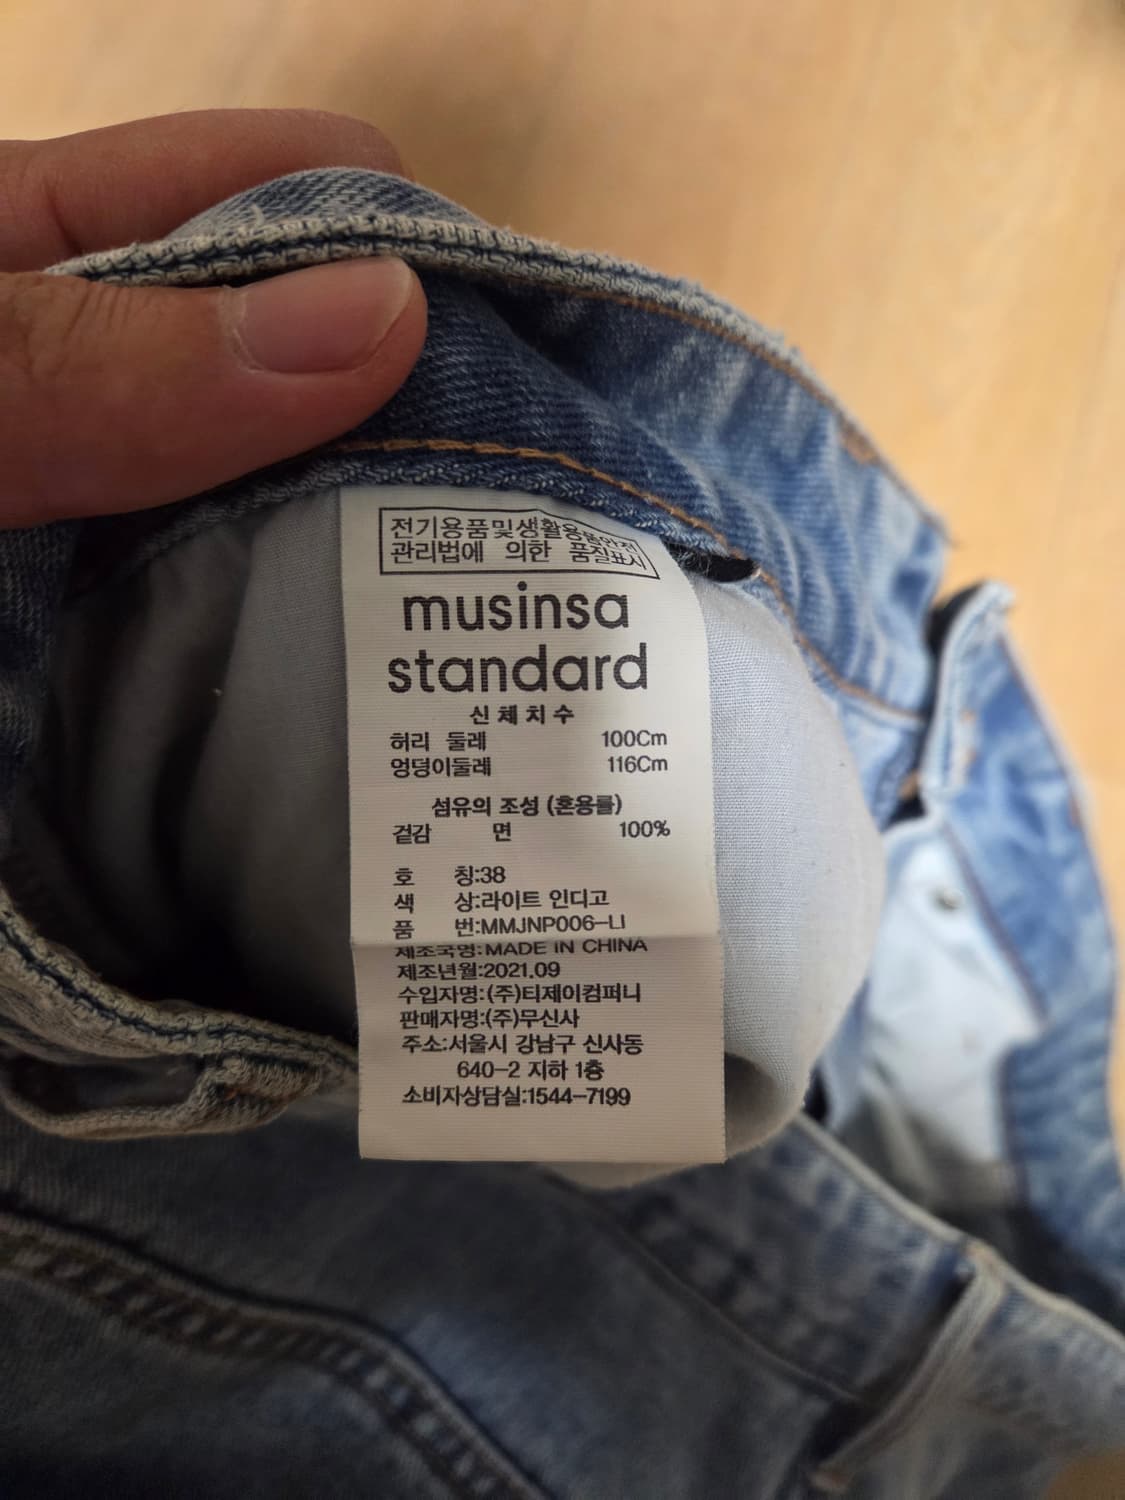 전기용품및생활용품안전
관리법에 의한 품질표시
musinsa
standard
신체치수
허리 둘레 100Cm
엉덩이둘레 116Cm
섬유의 조성 (혼용률)
겉감 면 100%
호 칭:38
색 상:라이트 인디고
품 번:MMJNP006-LI
제조국명:MADE IN CHINA
제조년월:2021.09
수입자명:(주)티제이컴퍼니
판매자명:(주)무신사
주소:서울시 강남구 신사동
640-2 지하 1층
소비자상담실:1544-7199